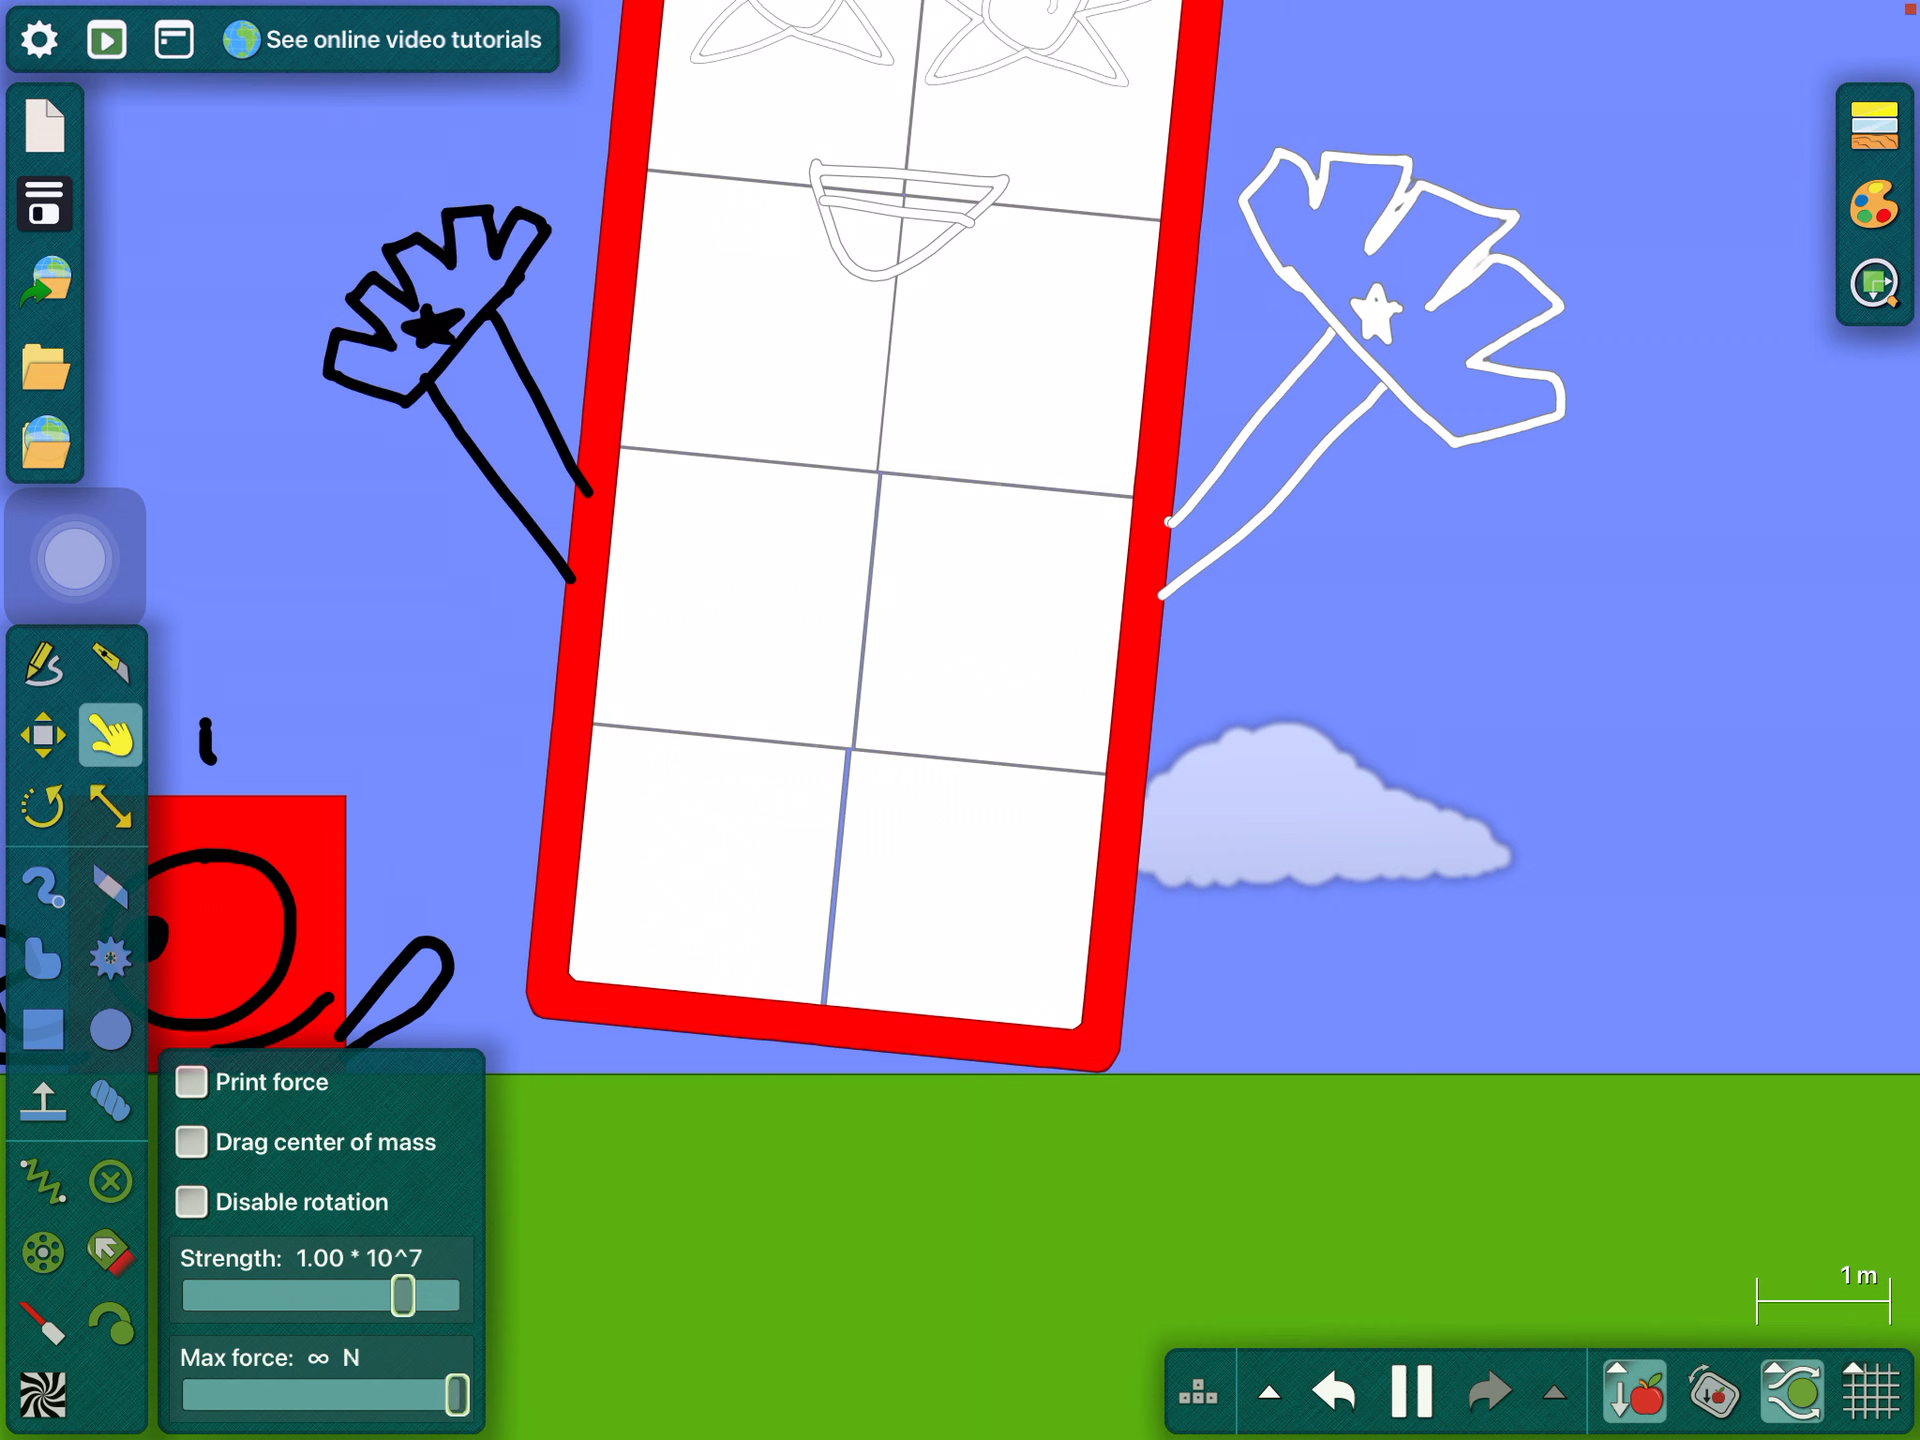 See online video tutorials
Print force
Drag center of mass
Disable rotation
Strength: 1.00 * 10^7
Max force: ∞ N
1 m